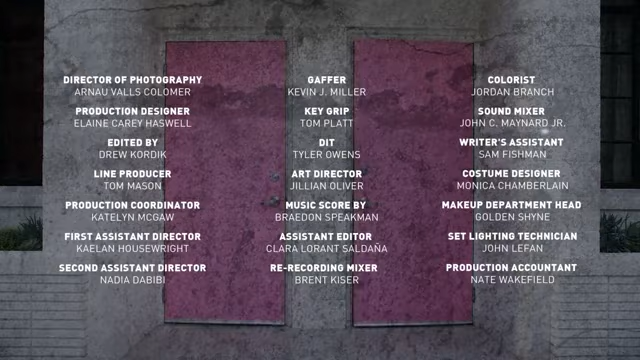 DIRECTOR OF PHOTOGRAPHY
ARNAU VALLS COLOMER
PRODUCTION DESIGNER
ELAINE CAREY HASWELL
EDITED BY
DREW KORDIK
LINE PRODUCER
TOM MASON
PRODUCTION COORDINATOR
KATELYN MCGAW
FIRST ASSISTANT DIRECTOR
KAELAN HOUSEWRIGHT
SECOND ASSISTANT DIRECTOR
NADIA DABIBI
GAFFER
KEVIN J. MILLER
KEY GRIP
TOM PLATT
DIT
TYLER OWENS
ART DIRECTOR
JILLIAN OLIVER
MUSIC SCORE BY
BRAEDON SPEAKMAN
ASSISTANT EDITOR
CLARA LORANT SALDAÑA
RE-RECORDING MIXER
BRENT KISER
COLORIST
JORDAN BRANCH
SOUND MIXER
JOHN C. MAYNARD JR.
WRITER'S ASSISTANT
SAM FISHMAN
COSTUME DESIGNER
MONICA CHAMBERLAIN
MAKEUP DEPARTMENT HEAD
GOLDEN SHYNE
SET LIGHTING TECHNICIAN
JOHN LEFAN
PRODUCTION ACCOUNTANT
NATE WAKEFIELD